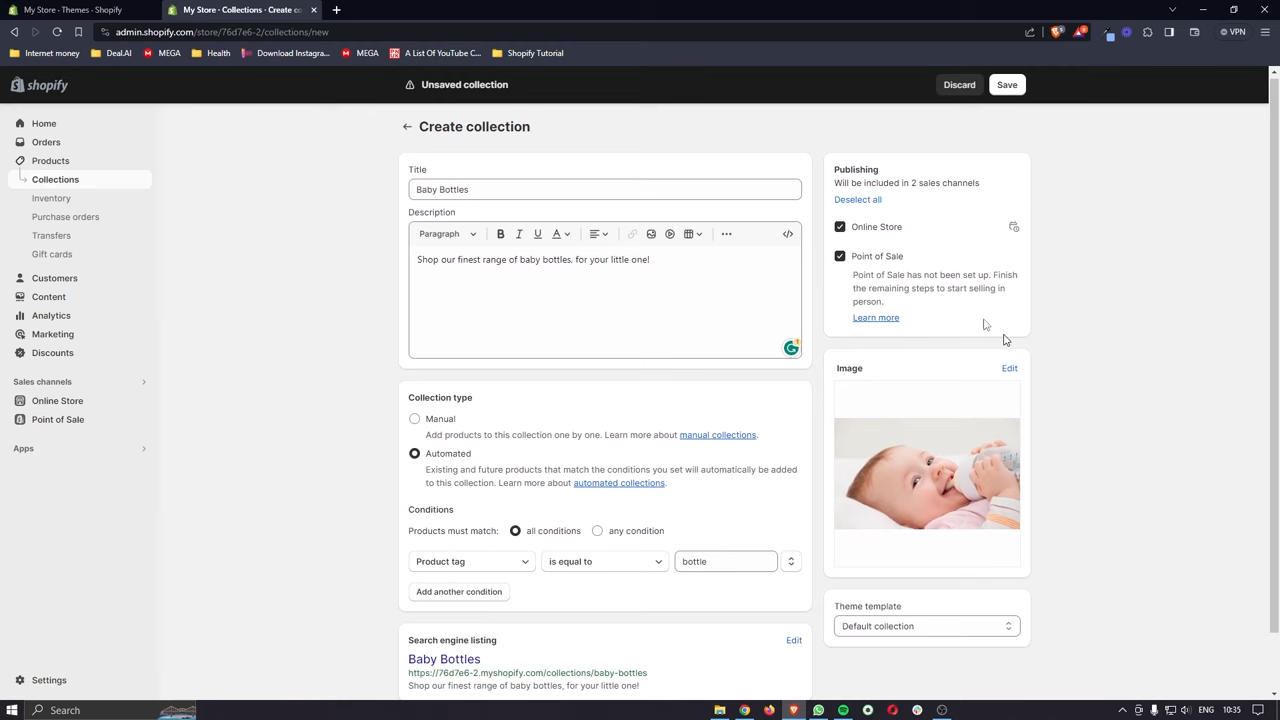 My Store - Themes - Shopify
My Store - Collections - Create co
admin.shopify.com/store/76d7e6-2/collections/new
VPN
Internet money
Deal.AI
MEGA
Health
Download Instagra...
MEGA
A List Of YouTube C...
Shopify Tutorial
shopify
Unsaved collection
Discard
Save
Home
Orders
Products
Collections
Inventory
Purchase orders
Transfers
Gift cards
Customers
Content
Analytics
Marketing
Discounts
Sales channels
Online Store
Point of Sale
Apps
Settings
Create collection
Title
Baby Bottles
Description
Paragraph
Shop our finest range of baby bottles, for your little one!
Collection type
Manual
Add products to this collection one by one. Learn more about manual collections.
Automated
Existing and future products that match the conditions you set will automatically be added
to this collection. Learn more about automated collections.
Conditions
Products must match:
all conditions
any condition
Product tag
is equal to
bottle
Add another condition
Search engine listing
Edit
Baby Bottles
https://76d7e6-2.myshopify.com/collections/baby-bottles
Shop our finest range of baby bottles, for your little one!
Publishing
Will be included in 2 sales channels
Deselect all
Online Store
Point of Sale
Point of Sale has not been set up. Finish
the remaining steps to start selling in
person.
Learn more
Image
Edit
Theme template
Default collection
Search
ENG
10:35